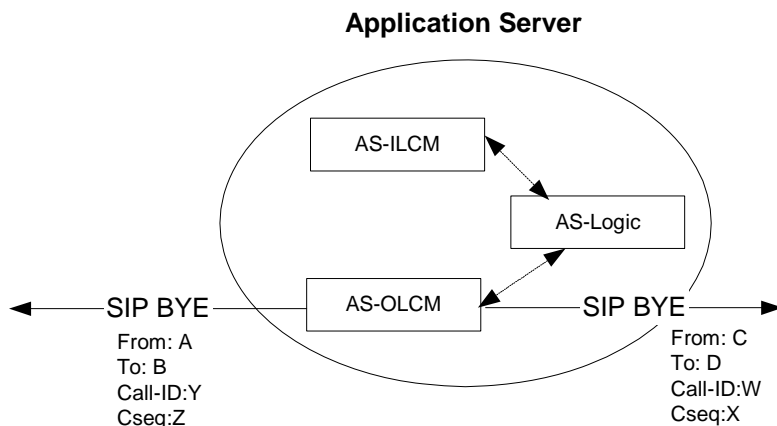 Application Server
AS-ILCM
AS-Logic
AS-OLCM
SIP BYE
From: A
To: B
Call-ID:Y
Cseq:Z
SIP BYE
From: C
To: D
Call-ID:W
Cseq:X